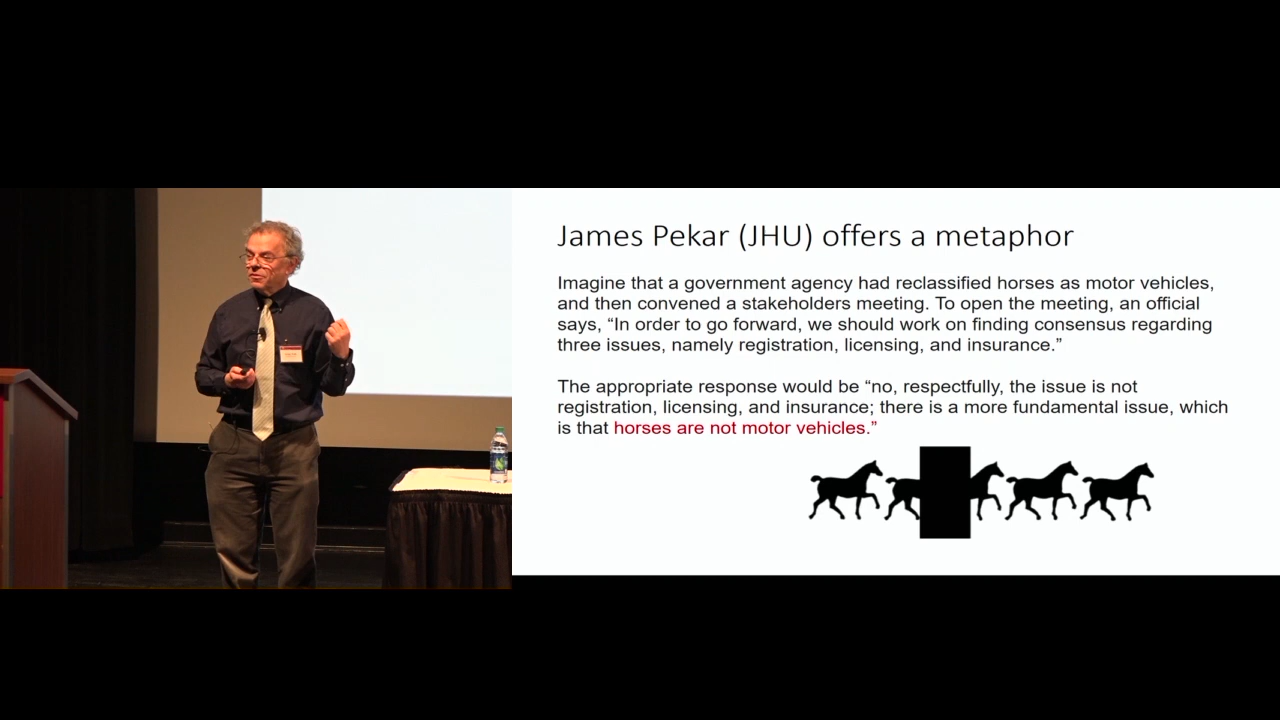 James Pekar (JHU) offers a metaphor
Imagine that a government agency had reclassified horses as motor vehicles,
and then convened a stakeholders meeting. To open the meeting, an official
says, “In order to go forward, we should work on finding consensus regarding
three issues, namely registration, licensing, and insurance.”
The appropriate response would be “no, respectfully, the issue is not
registration, licensing, and insurance; there is a more fundamental issue, which
is that horses are not motor vehicles.”